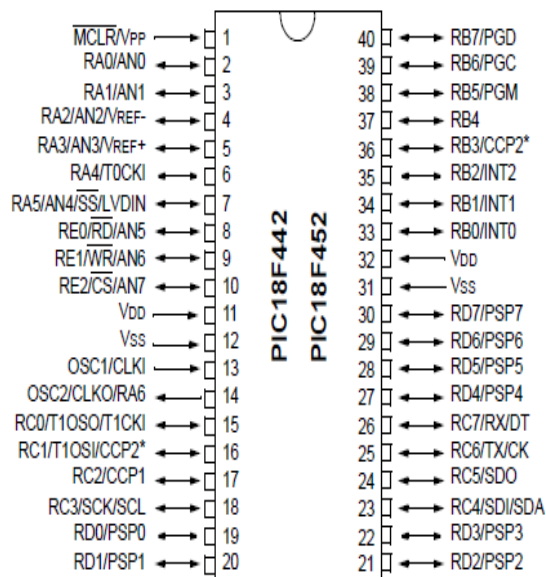 MCLR/VPP 1
RA0/AN0 2
RA1/AN1 3
RA2/AN2/VREF- 4
RA3/AN3/VREF+ 5
RA4/T0CKI 6
RA5/AN4/SS/LVDIN 7
RE0/RD/AN5 8
RE1/WR/AN6 9
RE2/CS/AN7 10
VDD 11
VSS 12
OSC1/CLKI 13
OSC2/CLKO/RA6 14
RC0/T1OSO/T1CKI 15
RC1/T1OSI/CCP2* 16
RC2/CCP1 17
RC3/SCK/SCL 18
RD0/PSP0 19
RD1/PSP1 20
PIC18F442
PIC18F452
40 RB7/PGD
39 RB6/PGC
38 RB5/PGM
37 RB4
36 RB3/CCP2*
35 RB2/INT2
34 RB1/INT1
33 RB0/INT0
32 VDD
31 VSS
30 RD7/PSP7
29 RD6/PSP6
28 RD5/PSP5
27 RD4/PSP4
26 RC7/RX/DT
25 RC6/TX/CK
24 RC5/SDO
23 RC4/SDI/SDA
22 RD3/PSP3
21 RD2/PSP2